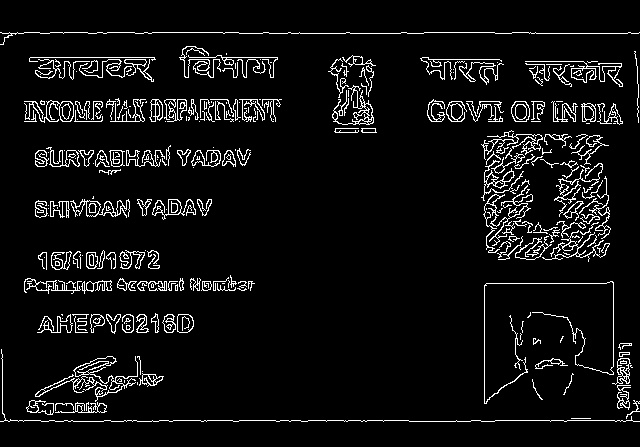 आयकर विभाग भारत सरकार
INCOME TAX DEPARTMENT GOVT. OF INDIA
SURYABHAN YADAV
SHIVDAN YADAV
16/10/1972
Permanent Account Number
AHEPY8216D
Signature